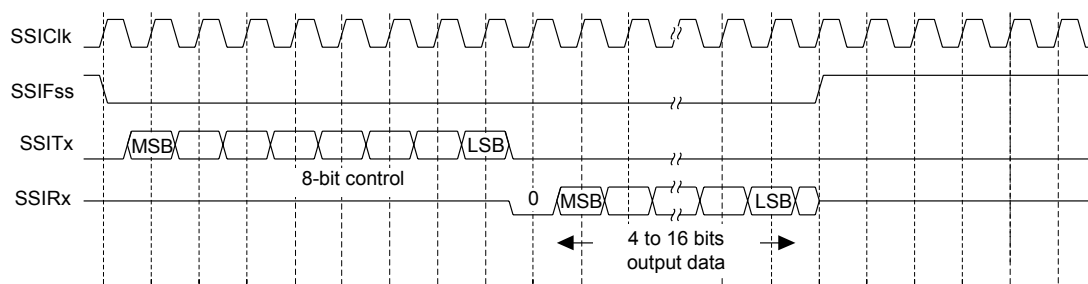 SSIClk
SSIFss
SSITx
MSB
LSB
8-bit control
SSIRx
0
MSB
LSB
4 to 16 bits
output data